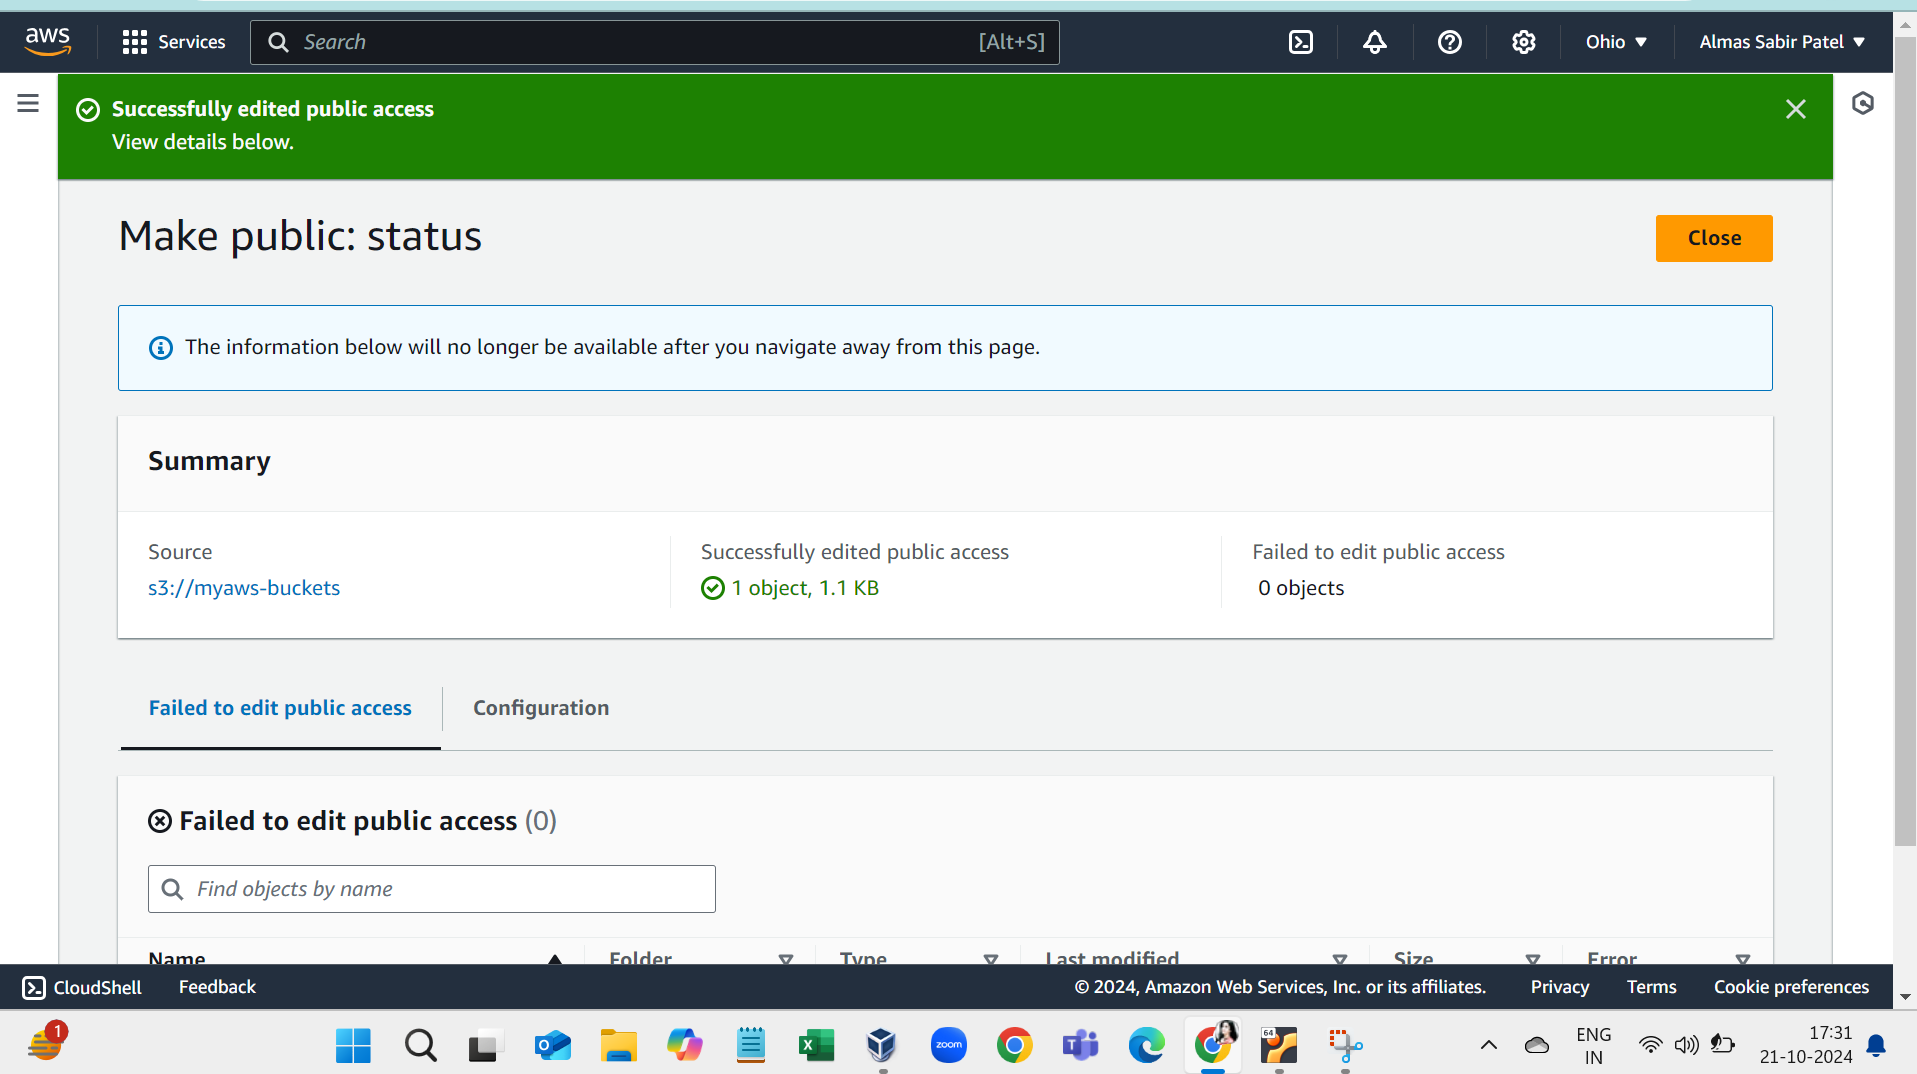 aws
Services
Search
[Alt+S]
Ohio
Almas Sabir Patel
Successfully edited public access
View details below.
Make public: status
Close
The information below will no longer be available after you navigate away from this page.
Summary
Source
s3://myaws-buckets
Successfully edited public access
1 object, 1.1 KB
Failed to edit public access
0 objects
Failed to edit public access
Configuration
Failed to edit public access (0)
Find objects by name
Name
Folder
Type
Last modified
Size
Error
CloudShell
Feedback
© 2024, Amazon Web Services, Inc. or its affiliates.
Privacy
Terms
Cookie preferences
1
zoom
64
ENG
IN
17:31
21-10-2024